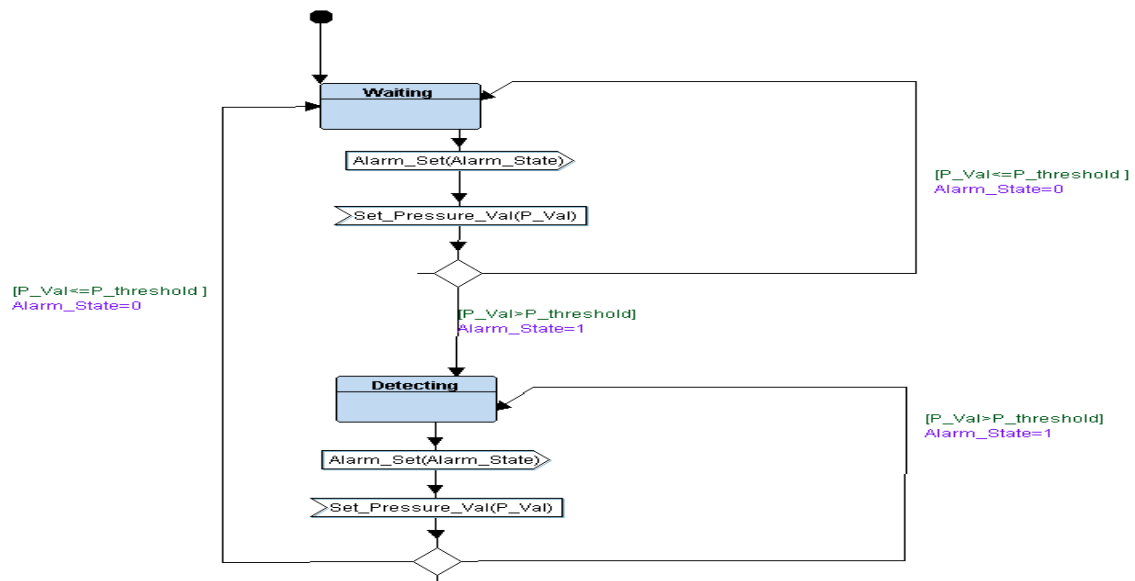 Waiting
Alarm_Set(Alarm_State)
[P_Val<=P_threshold ]
Alarm_State=0
Set_Pressure_Val(P_Val)
[P_Val<=P_threshold ]
Alarm_State=0
[P_Val>P_threshold]
Alarm_State=1
Detecting
[P_Val>P_threshold]
Alarm_State=1
Alarm_Set(Alarm_State)
Set_Pressure_Val(P_Val)